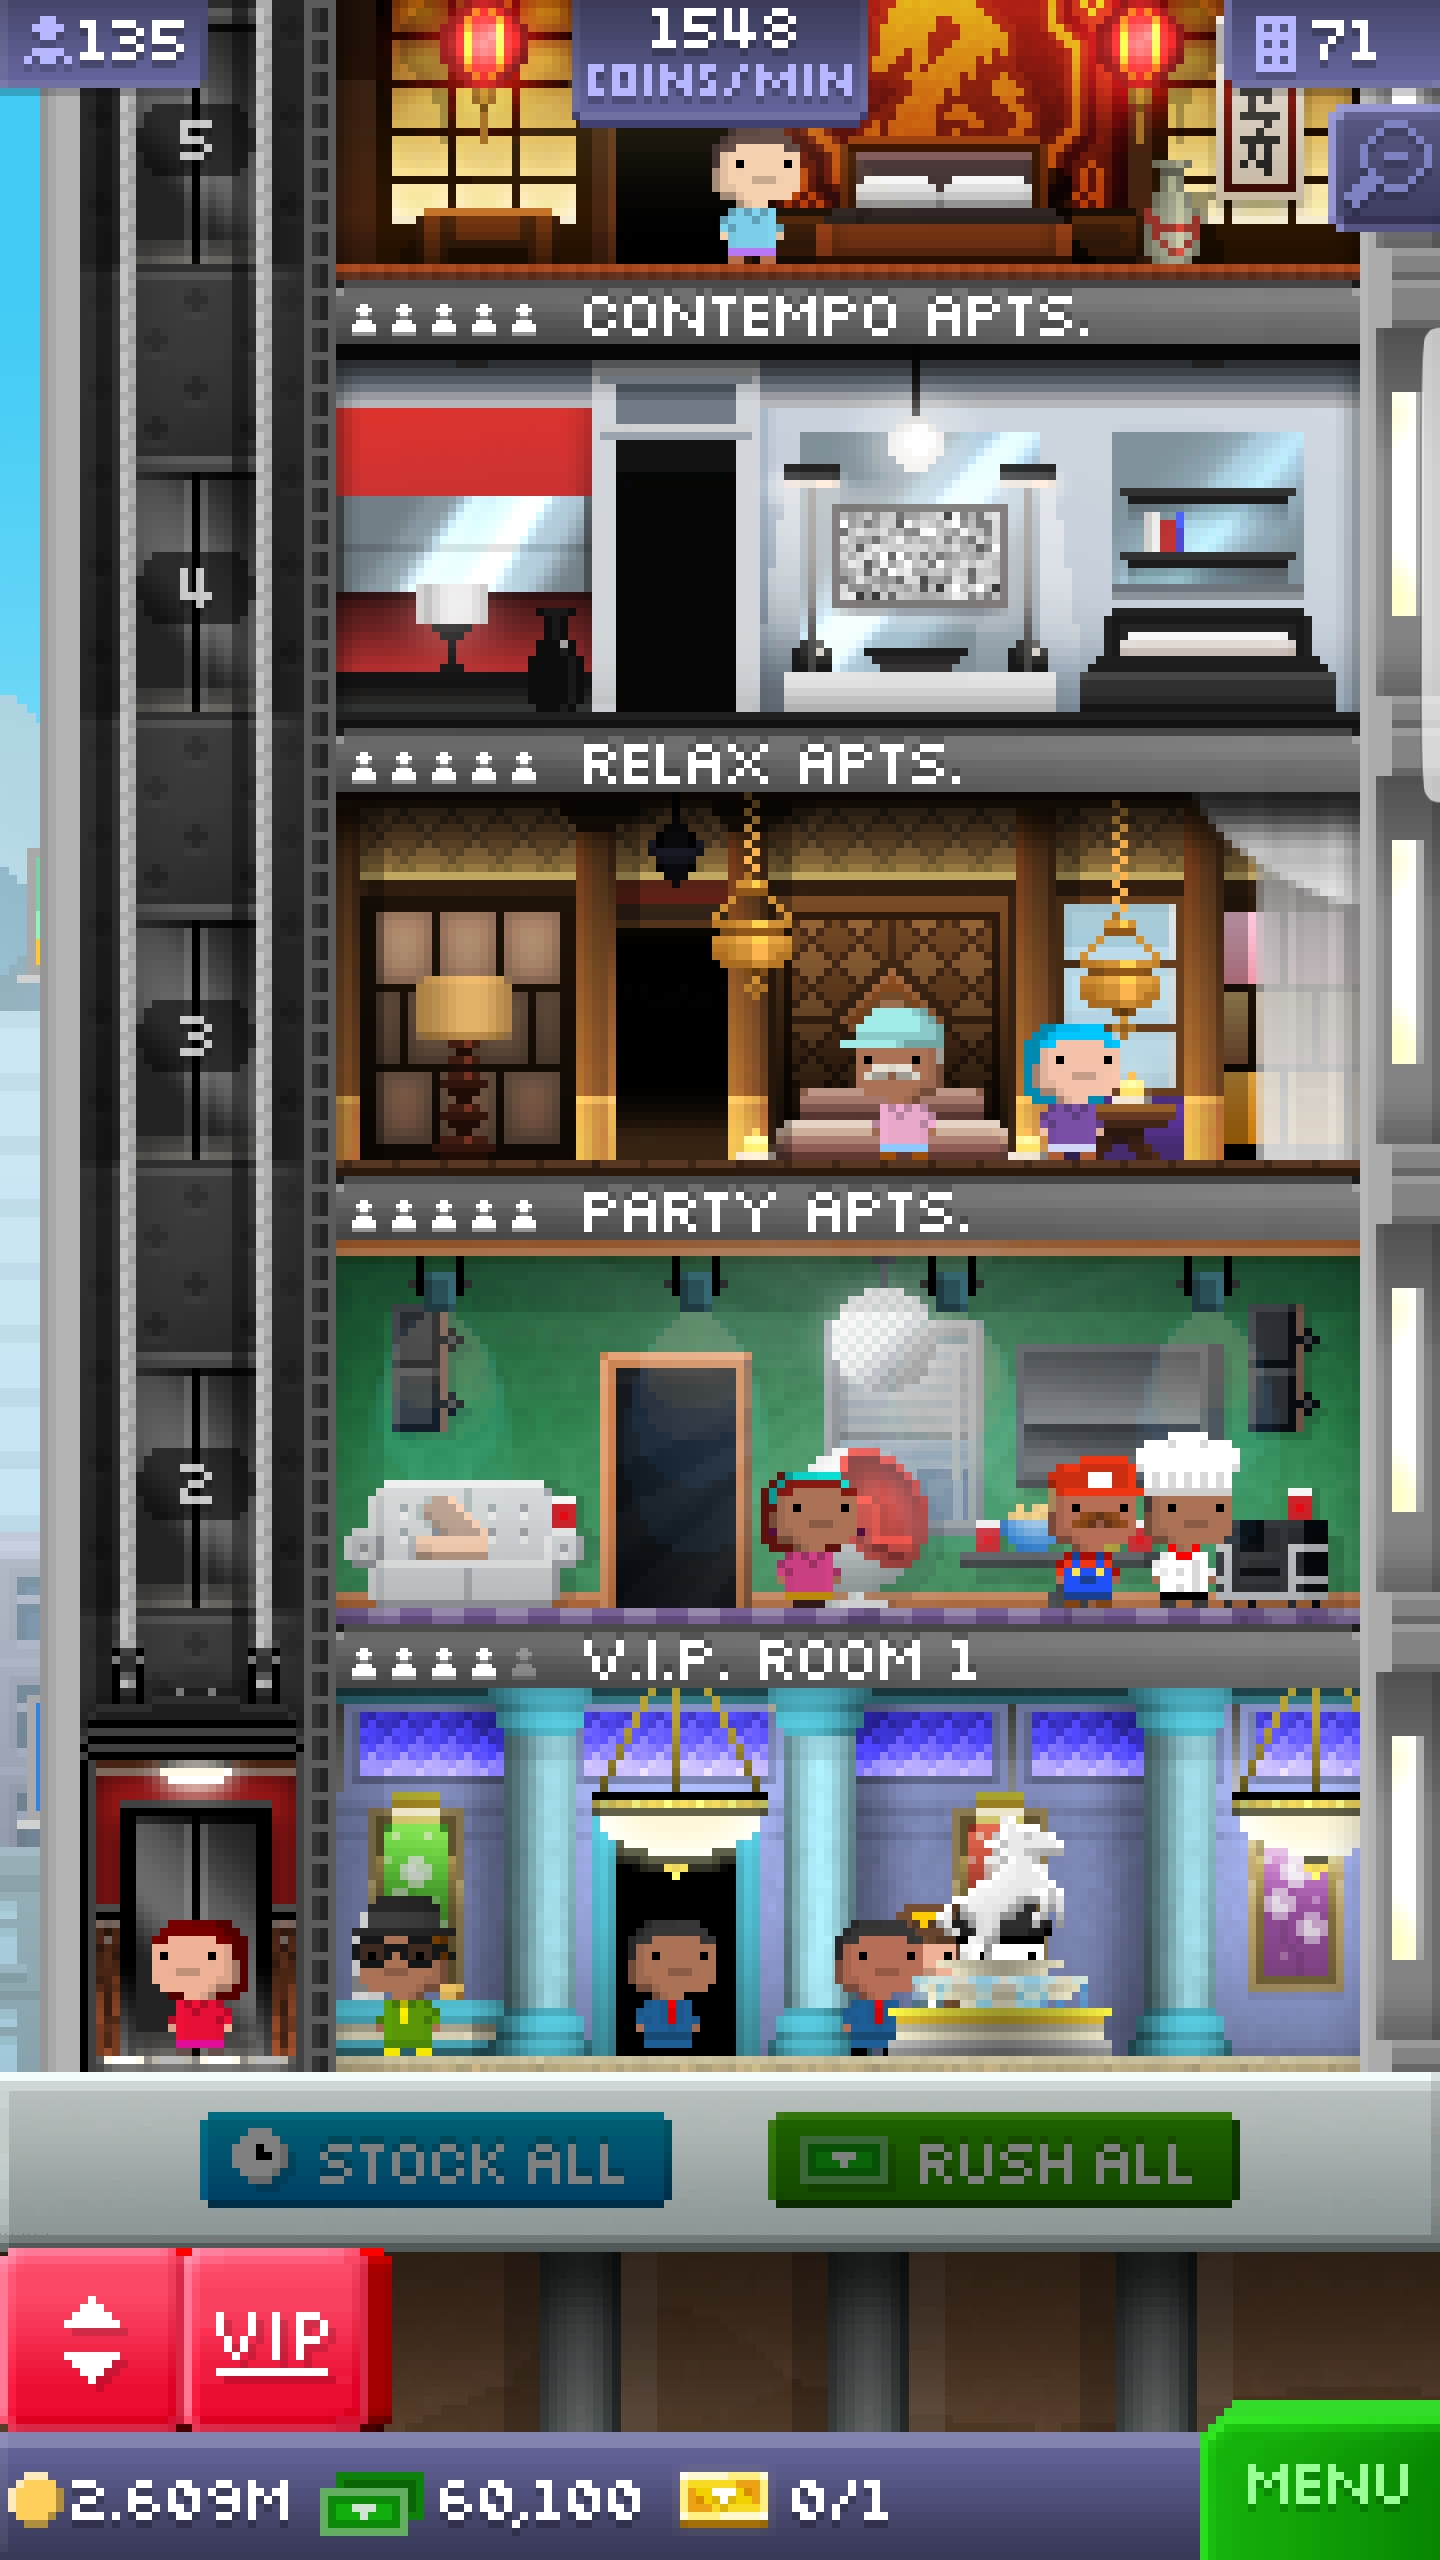 135
1548
COINS/MIN
71
5
CONTEMPO APTS.
4
RELAX APTS.
3
PARTY APTS.
2
V.I.P. ROOM 1
STOCK ALL
RUSH ALL
VIP
2.609M
60,100
0/1
MENU